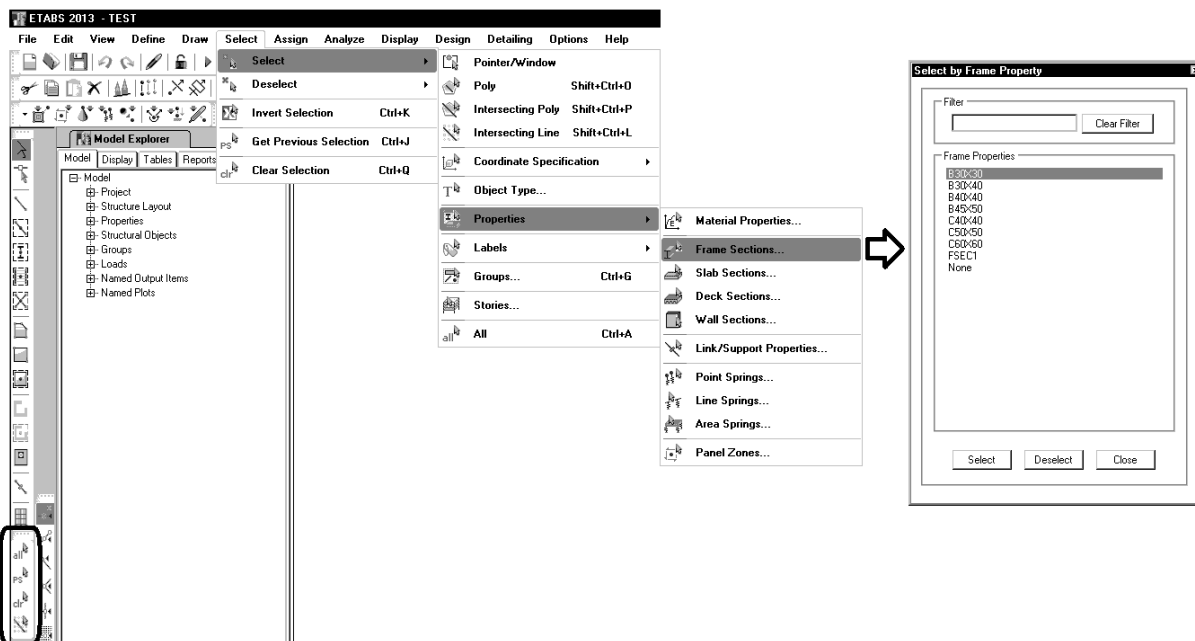 ETABS 2013 - TEST
File Edit View Define Draw Select Assign Analyze Display Design Detailing Options Help
Select
Deselect
Invert Selection Ctrl+K
PS Get Previous Selection Ctrl+J
clr Clear Selection Ctrl+Q
Model Explorer
Model Display Tables Reports
Model
Project
Structure Layout
Properties
Structural Objects
Groups
Loads
Named Output Items
Named Plots
all
PS
clr
Pointer/Window
Poly Shift+Ctrl+O
Intersecting Poly Shift+Ctrl+P
Intersecting Line Shift+Ctrl+L
Coordinate Specification
T Object Type...
Properties
Labels
Groups... Ctrl+G
Stories...
all All Ctrl+A
Material Properties...
Frame Sections...
Slab Sections...
Deck Sections...
Wall Sections...
Link/Support Properties...
Point Springs...
Line Springs...
Area Springs...
Panel Zones...
Select by Frame Property
Filter
Clear Filter
Frame Properties
B30X30
B30X40
B40X40
B45X50
C40X40
C50X50
C60X60
FSEC1
None
Select Deselect Close